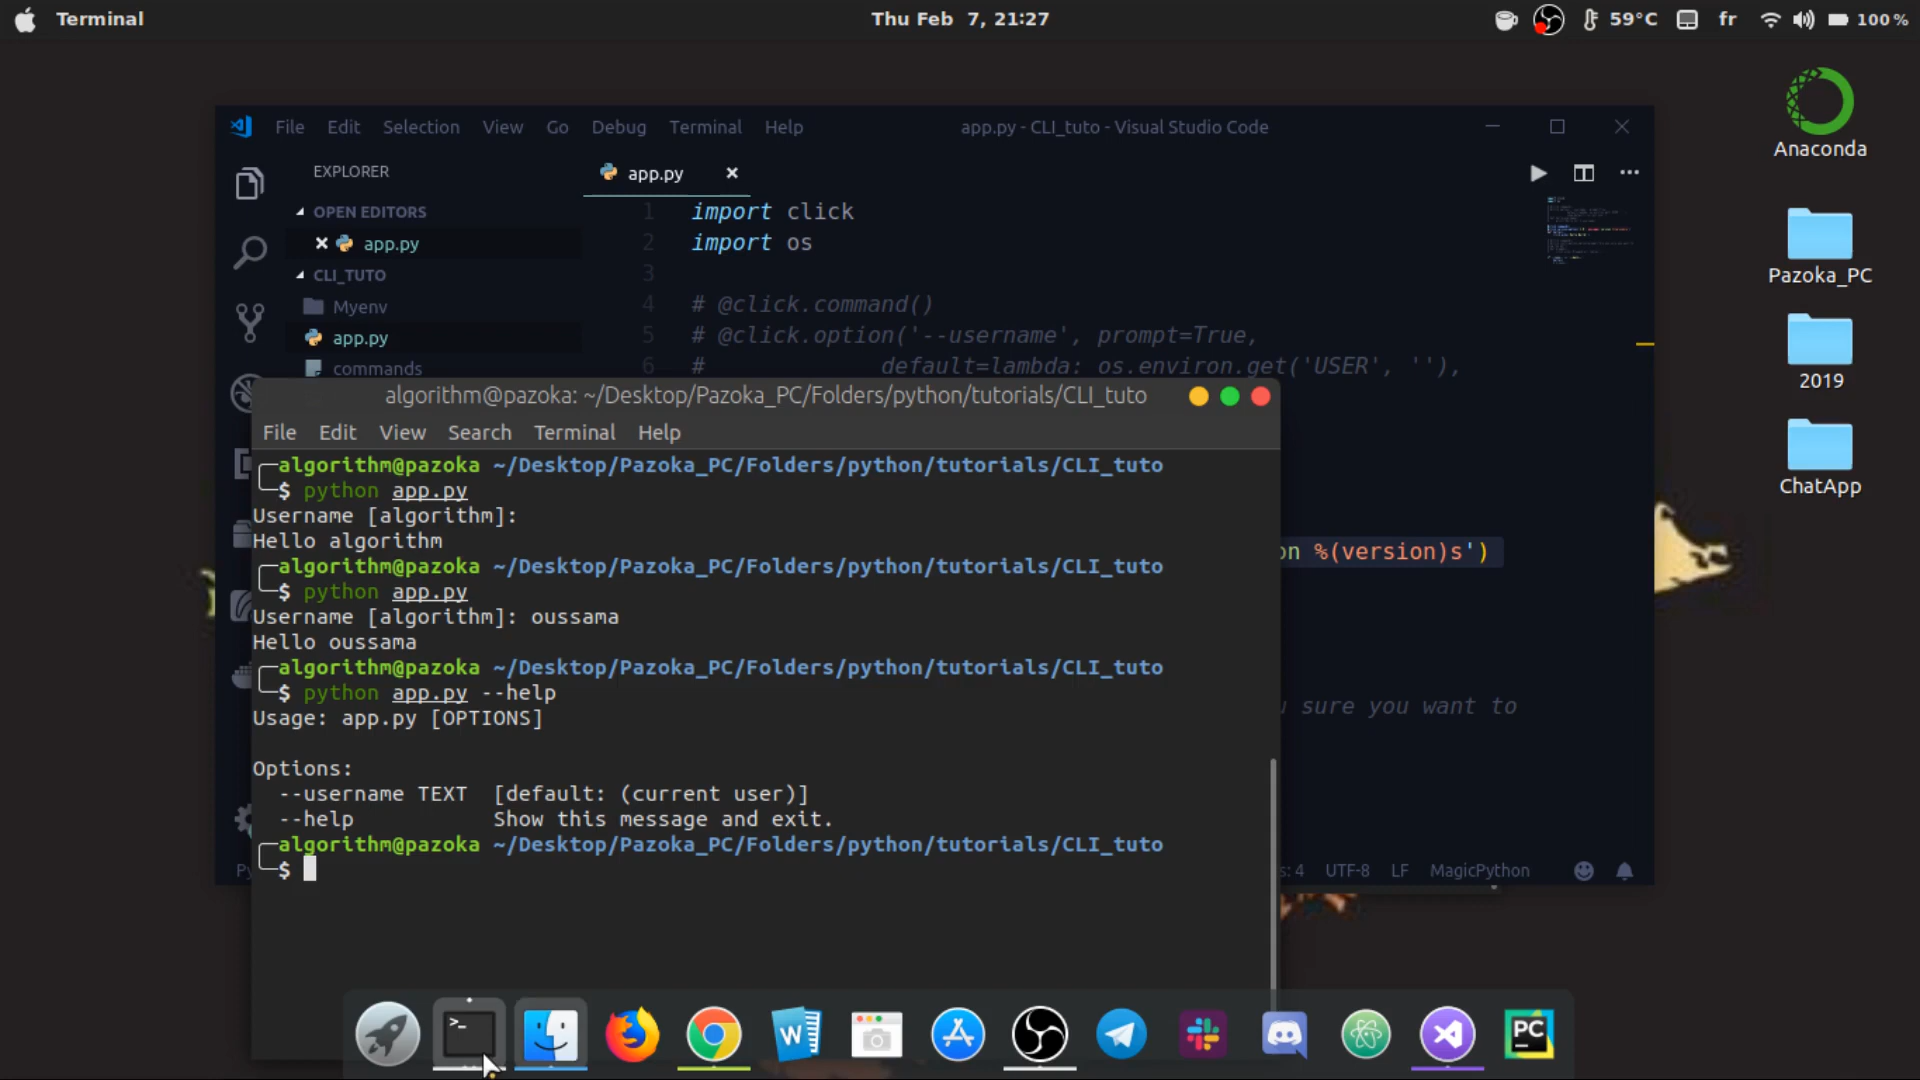 Terminal
Thu Feb 7, 21:27
59°C
fr
100 %
Anaconda
Pazoka_PC
2019
ChatApp
File Edit Selection View Go Debug Terminal Help
app.py - CLI_tuto - Visual Studio Code
EXPLORER
OPEN EDITORS
app.py
CLI_TUTO
Myenv
app.py
commands
app.py
1 import click
2 import os
3
4 # @click.command()
5 # @click.option('--username', prompt=True,
6 # default=lambda: os.environ.get('USER', ''),
on %(version)s')
sure you want to
s: 4 UTF-8 LF MagicPython
algorithm@pazoka: ~/Desktop/Pazoka_PC/Folders/python/tutorials/CLI_tuto
File Edit View Search Terminal Help
algorithm@pazoka ~/Desktop/Pazoka_PC/Folders/python/tutorials/CLI_tuto
$ python app.py
Username [algorithm]:
Hello algorithm
algorithm@pazoka ~/Desktop/Pazoka_PC/Folders/python/tutorials/CLI_tuto
$ python app.py
Username [algorithm]: oussama
Hello oussama
algorithm@pazoka ~/Desktop/Pazoka_PC/Folders/python/tutorials/CLI_tuto
$ python app.py --help
Usage: app.py [OPTIONS]
Options:
--username TEXT [default: (current user)]
--help Show this message and exit.
algorithm@pazoka ~/Desktop/Pazoka_PC/Folders/python/tutorials/CLI_tuto
$
>_
W
PC